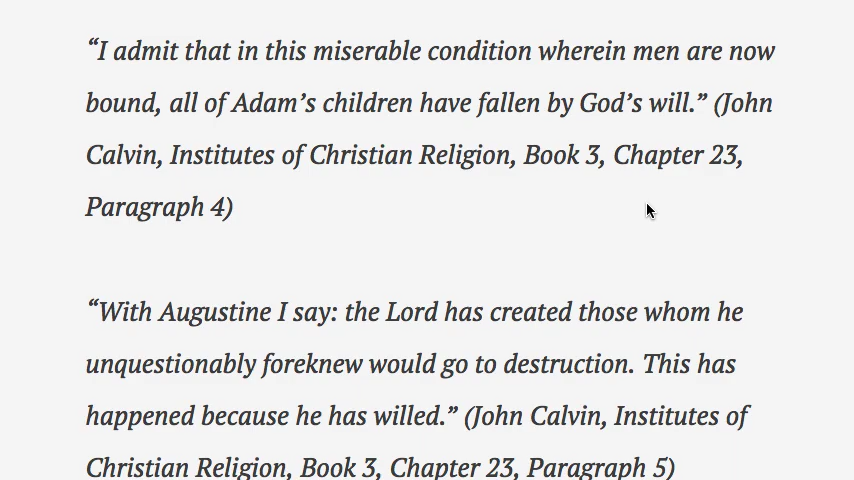 “I admit that in this miserable condition wherein men are now
bound, all of Adam’s children have fallen by God’s will.” (John
Calvin, Institutes of Christian Religion, Book 3, Chapter 23,
Paragraph 4)
“With Augustine I say: the Lord has created those whom he
unquestionably foreknew would go to destruction. This has
happened because he has willed.” (John Calvin, Institutes of
Christian Religion, Book 3, Chapter 23, Paragraph 5)